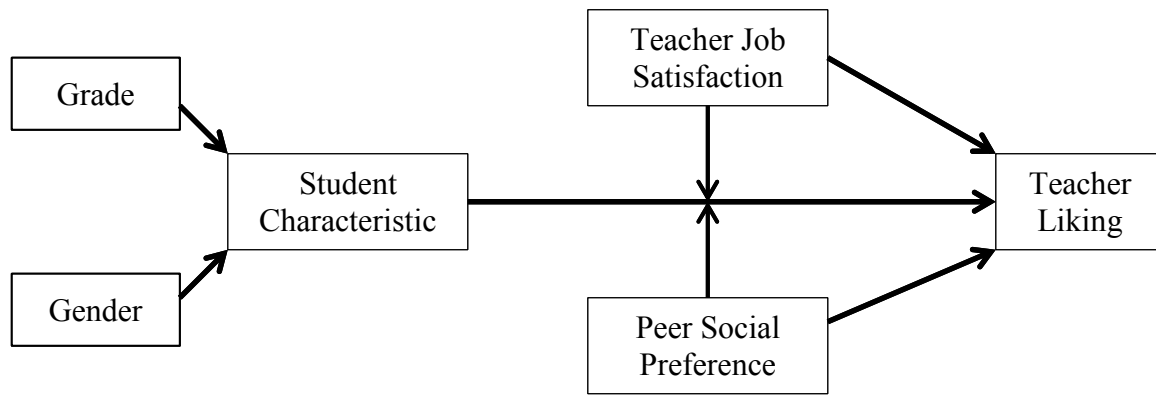 Grade
Gender
Student
Characteristic
Teacher Job
Satisfaction
Peer Social
Preference
Teacher
Liking